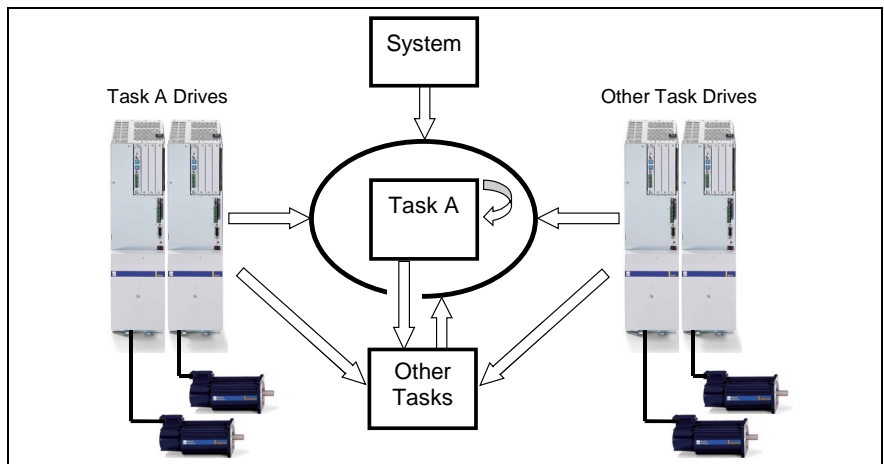 System
Task A Drives
Other Task Drives
Task A
Other
Tasks